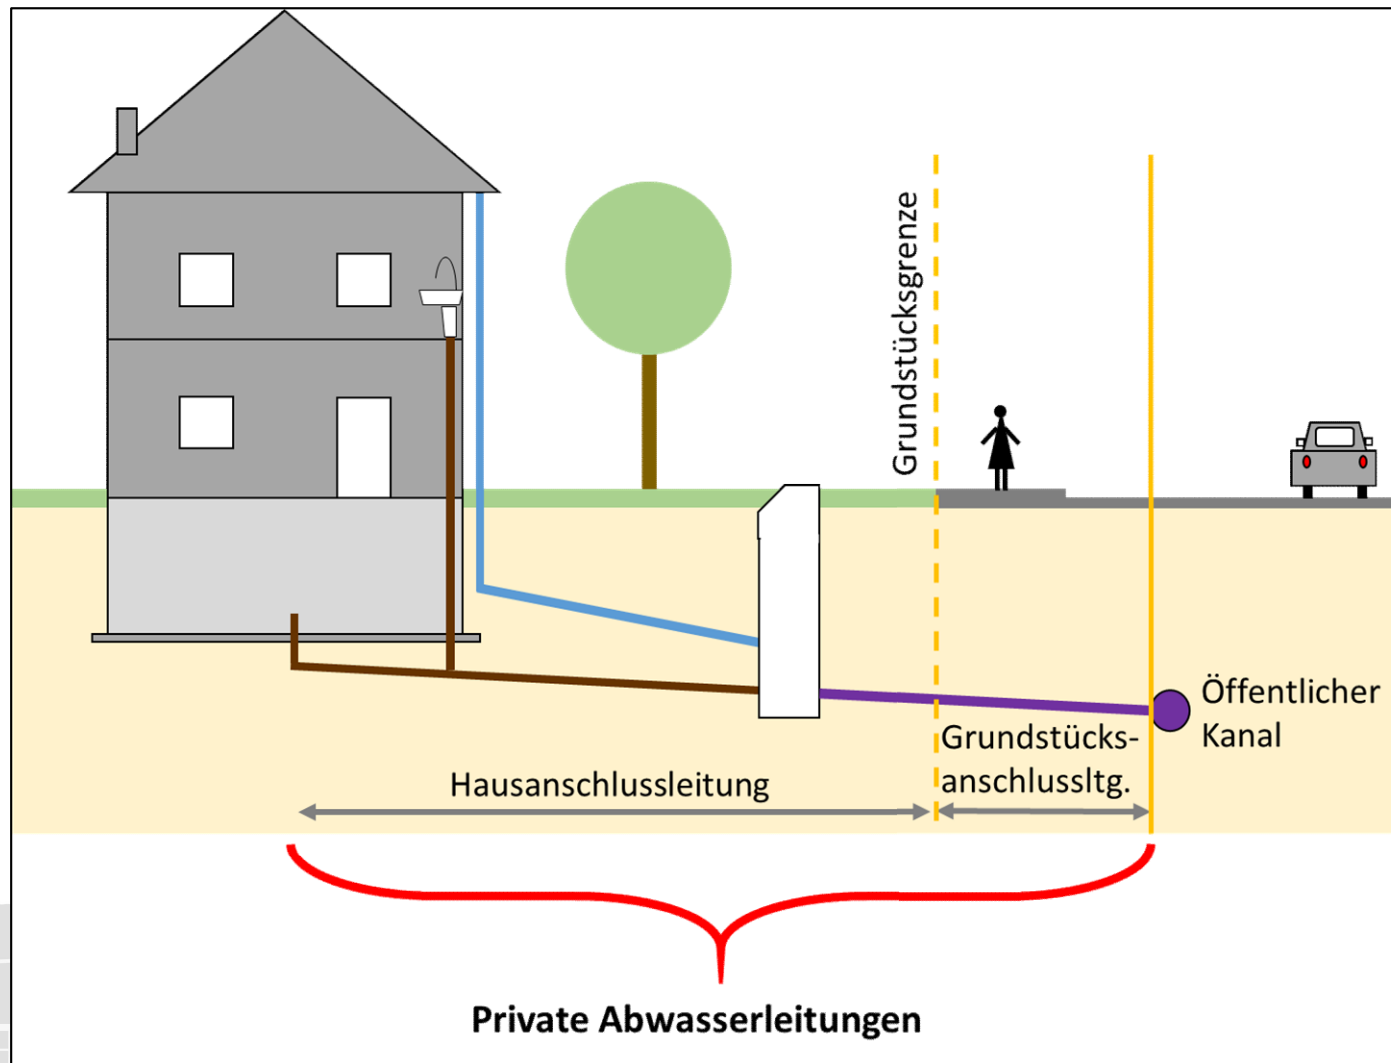 Grundstücksgrenze
Öffentlicher
Kanal
Grundstücks-
anschlussltg.
Hausanschlussleitung
Private Abwasserleitungen